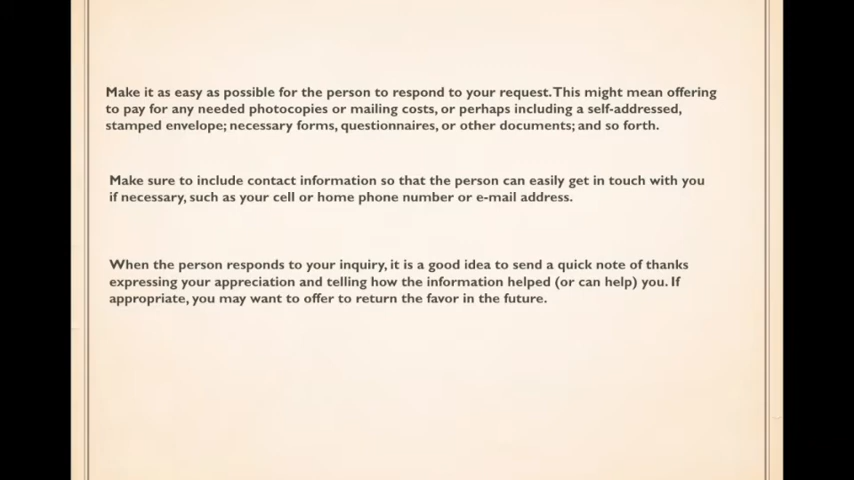 Make it as easy as possible for the person to respond to your request. This might mean offering
to pay for any needed photocopies or mailing costs, or perhaps including a self-addressed,
stamped envelope; necessary forms, questionnaires, or other documents; and so forth.
Make sure to include contact information so that the person can easily get in touch with you
if necessary, such as your cell or home phone number or e-mail address.
When the person responds to your inquiry, it is a good idea to send a quick note of thanks
expressing your appreciation and telling how the information helped (or can help) you. If
appropriate, you may want to offer to return the favor in the future.